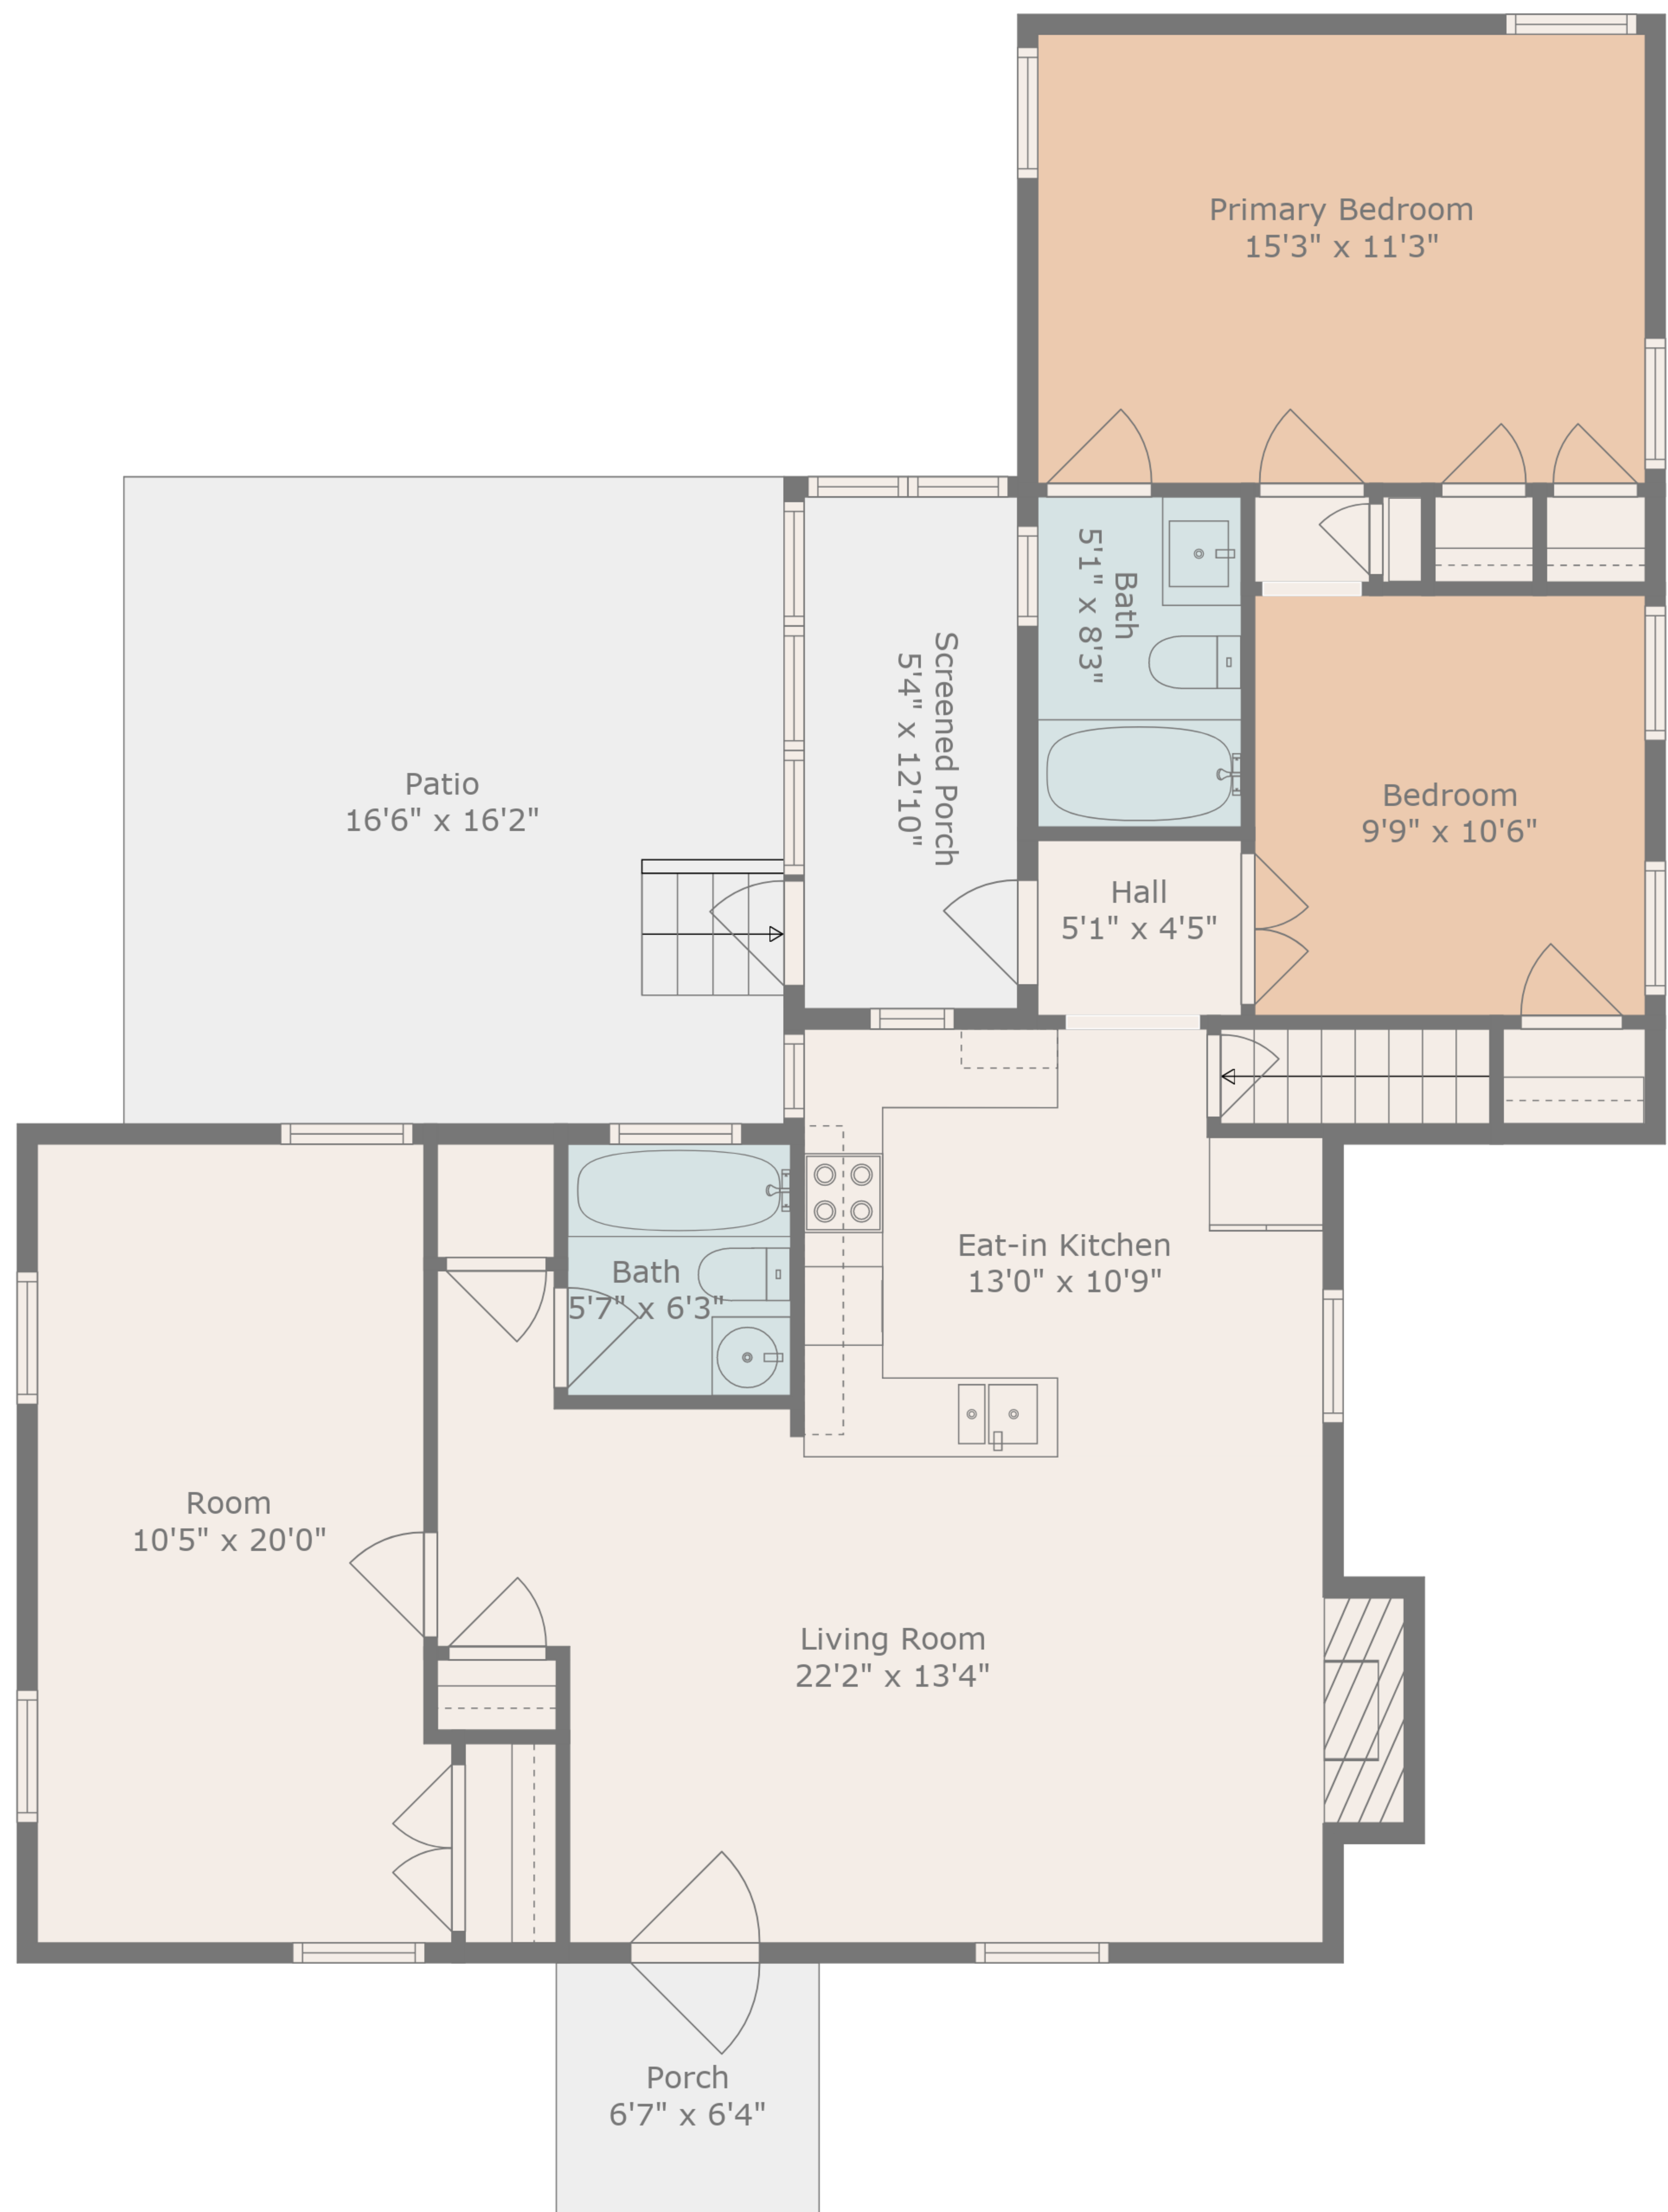 Primary Bedroom
15'3" x 11'3"
Bath
5'1" x 8'3"
Screened Porch
5'4" x 12'10"
Patio
16'6" x 16'2"
Bedroom
9'9" x 10'6"
Hall
5'1" x 4'5"
Eat-in Kitchen
13'0" x 10'9"
Bath
5'7" x 6'3"
Room
10'5" x 20'0"
Living Room
22'2" x 13'4"
Porch
6'7" x 6'4"